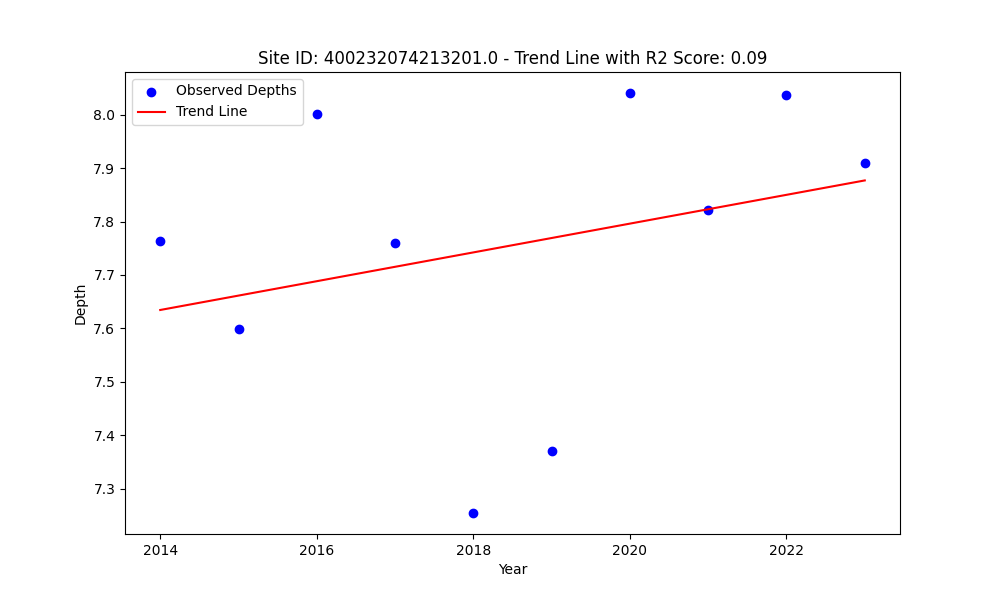 Site ID: 400232074213201.0 - Trend Line with R2 Score: 0.09
Observed Depths
Trend Line
8.0
7.9
7.8
7.7
7.6
7.5
7.4
7.3
Depth
2014
2016
2018
2020
2022
Year